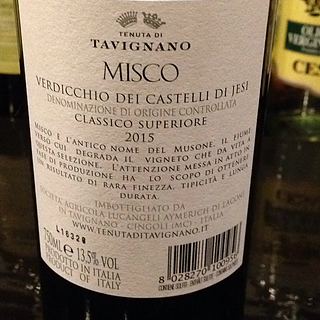 TENUTA DI
TAVIGNANO
MISCO
VERDICCHIO DEI CASTELLI DI JESI
DENOMINAZIONE DI ORIGINE CONTROLLATA
CLASSICO SUPERIORE
2015
MISCO È L'ANTICO NOME DEL MUSONE. IL FIUME
VERSO CUI DEGRADA IL VIGNETO CHE DA VITA A
QUESTA SELEZIONE. L'ATTENZIONE MESSA IN ATTO IN
FASE DI PRODUZIONE HA LO SCOPO DI OTTENERE
UN RISULTATO DI RARA FINEZZA, TIPICITÀ E LUNGA
DURATA.
IMBOTTIGLIATO DA
SOCIETÀ AGRICOLA LUCANGELI AYMERICH DI LACONI
IN TAVIGNANO - CINGOLI (MC) - ITALIA
WWW.TENUTADITAVIGNANO.IT
750ML e 13.5% VOL
PRODOTTO IN ITALIA
PRODUCT OF ITALY
CES